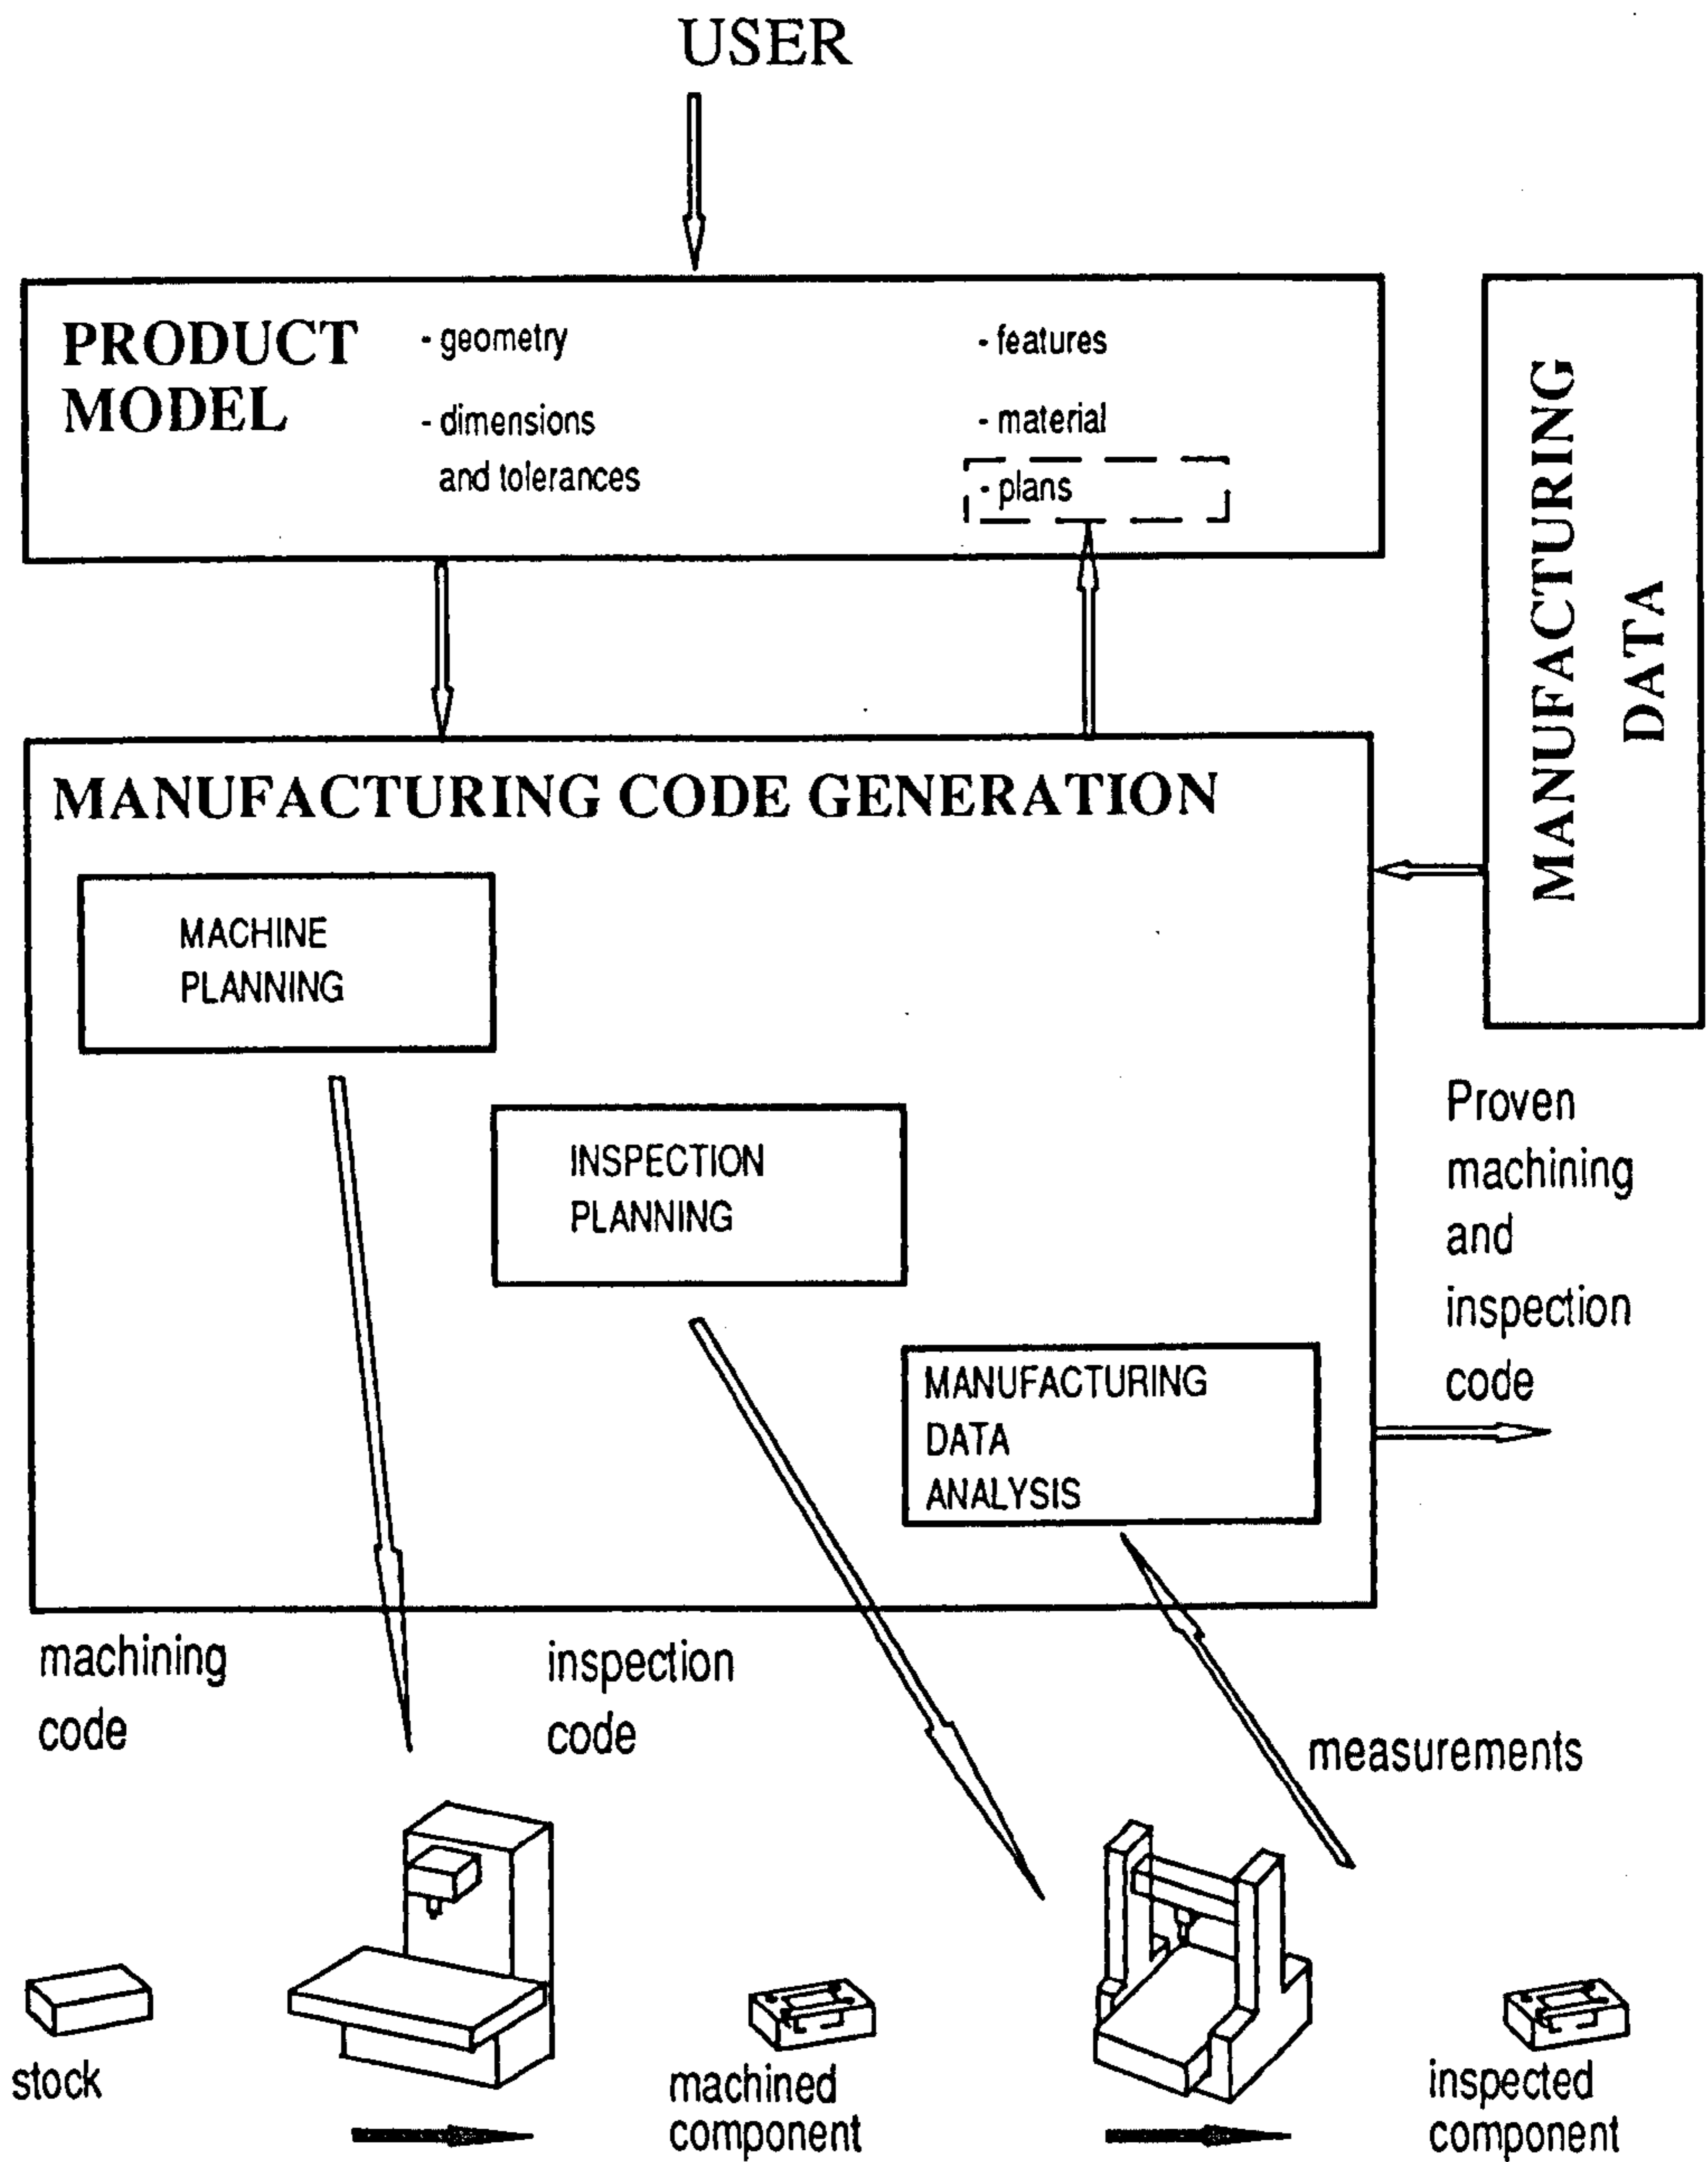 USER
PRODUCT
MODEL
- geometry
- dimensions
and tolerances
- features
- material
- plans
MANUFACTURING
DATA
MANUFACTURING CODE GENERATION
MACHINE
PLANNING
INSPECTION
PLANNING
MANUFACTURING
DATA
ANALYSIS
Proven
machining
and
inspection
code
machining
code
inspection
code
measurements
stock
machined
component
inspected
component